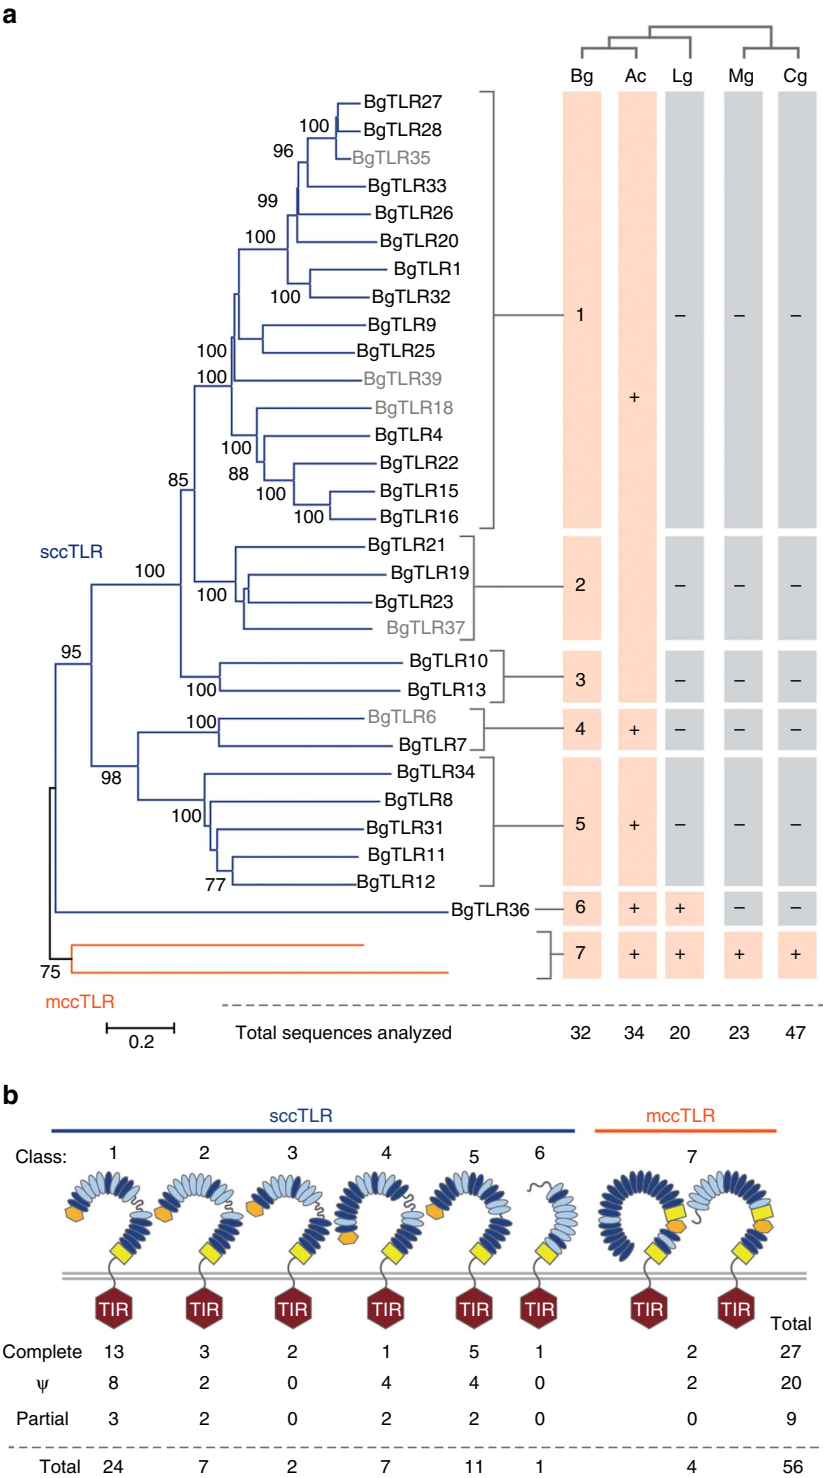 a
Bg Ac Lg Mg Cg
BgTLR27
100
BgTLR28
96
BgTLR35
BgTLR33
99
BgTLR26
100
BgTLR20
BgTLR1
100
BgTLR32
1 – – –
BgTLR9
100
BgTLR25
100
BgTLR39
+
BgTLR18
BgTLR4
100
BgTLR22
88
85
100
BgTLR15
100
BgTLR16
BgTLR21
sccTLR
100
BgTLR19
2 – – –
100
BgTLR23
BgTLR37
95
BgTLR10
3 – – –
100
BgTLR13
BgTLR6
100
4 + – – –
BgTLR7
98
BgTLR34
BgTLR8
100
5 + – – –
BgTLR31
BgTLR11
77
BgTLR12
BgTLR36 6 + + – –
7 + + + +
75
mccTLR
0.2
Total sequences analyzed 32 34 20 23 47
b
sccTLR mccTLR
Class: 1 2 3 4 5 6 7
TIR TIR TIR TIR TIR TIR TIR TIR
Total
Complete 13 3 2 1 5 1 2 27
ψ 8 2 0 4 4 0 2 20
Partial 3 2 0 2 2 0 0 9
Total 24 7 2 7 11 1 4 56